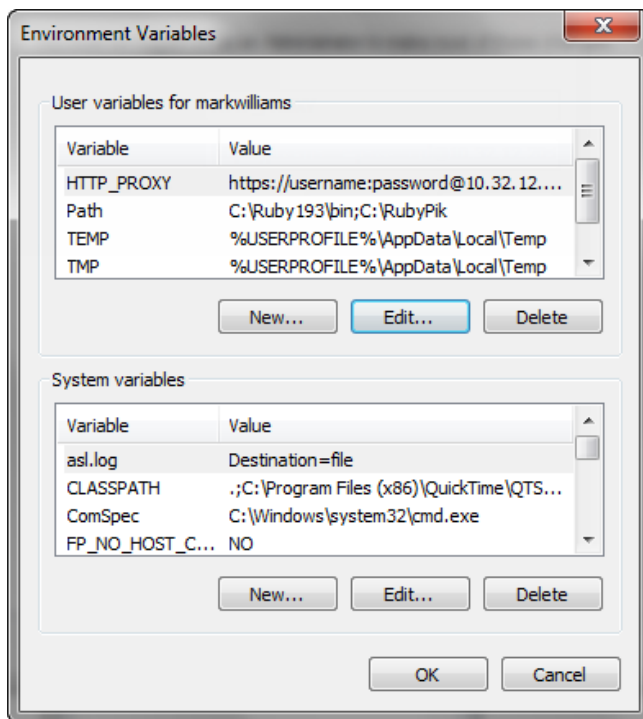 Environment Variables
User variables for markwilliams
Variable Value
HTTP_PROXY https://username:password@10.32.12....
Path C:\Ruby193\bin;C:\RubyPik
TEMP %USERPROFILE%\AppData\Local\Temp
TMP %USERPROFILE%\AppData\Local\Temp
New... Edit... Delete
System variables
Variable Value
asl.log Destination=file
CLASSPATH .;C:\Program Files (x86)\QuickTime\QTS...
ComSpec C:\Windows\system32\cmd.exe
FP_NO_HOST_C... NO
New... Edit... Delete
OK Cancel